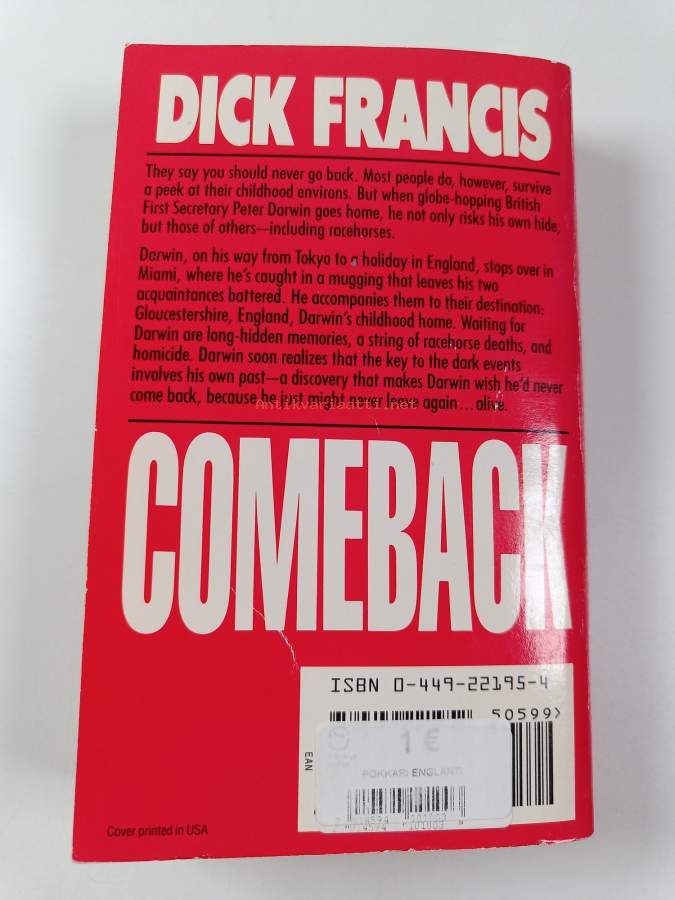 DICK FRANCIS
They say you should never go back. Most people do, however, survive
a peek at their childhood environs. But when globe-hopping British
First Secretary Peter Darwin goes home, he not only risks his own hide,
but those of others—including racehorses.
Darwin, on his way from Tokyo to a holiday in England, stops over in
Miami, where he's caught in a mugging that leaves his two
acquaintances battered. He accompanies them to their destination:
Gloucestershire, England, Darwin's childhood home. Waiting for
Darwin are long-hidden memories, a string of racehorse deaths, and
homicide. Darwin soon realizes that the key to the dark events
involves his own past—a discovery that makes Darwin wish he'd never
come back, because he just might never leave again...alive.
Antikvariaatti.net
COMEBACK
ISBN 0-449-22195-4
50599>
EAN
1 €
POKKARI ENGLANTI
101003
014594 101003
Cover printed in USA